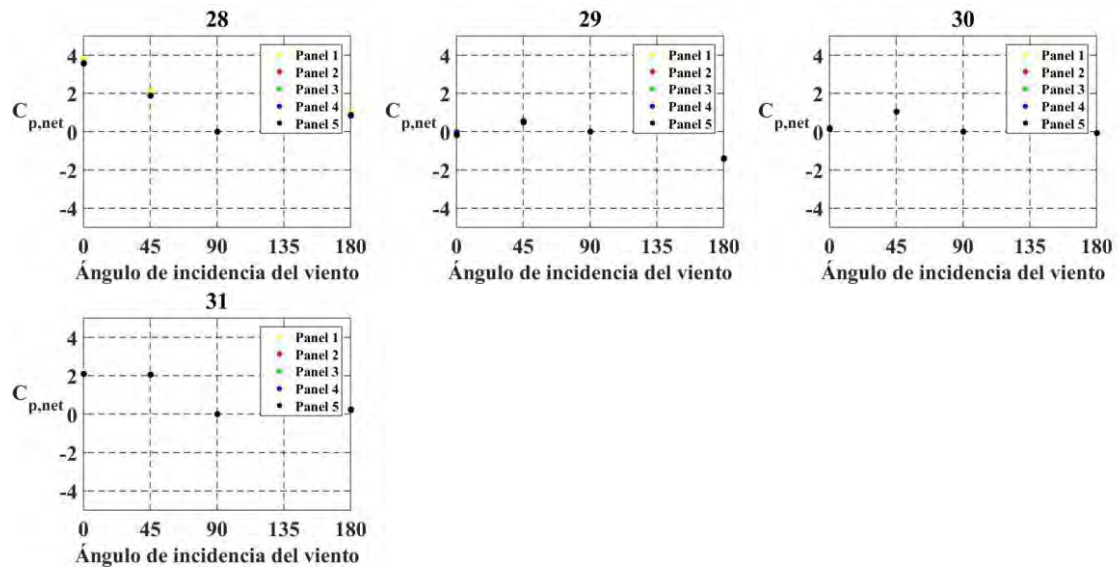 28
4
2
0
-2
-4
C p,net
Panel 1
Panel 2
Panel 3
Panel 4
Panel 5
0 45 90 135 180
Ángulo de incidencia del viento
29
4
2
0
-2
-4
C p,net
Panel 1
Panel 2
Panel 3
Panel 4
Panel 5
0 45 90 135 180
Ángulo de incidencia del viento
30
4
2
0
-2
-4
C p,net
Panel 1
Panel 2
Panel 3
Panel 4
Panel 5
0 45 90 135 180
Ángulo de incidencia del viento
31
4
2
0
-2
-4
C p,net
Panel 1
Panel 2
Panel 3
Panel 4
Panel 5
0 45 90 135 180
Ángulo de incidencia del viento